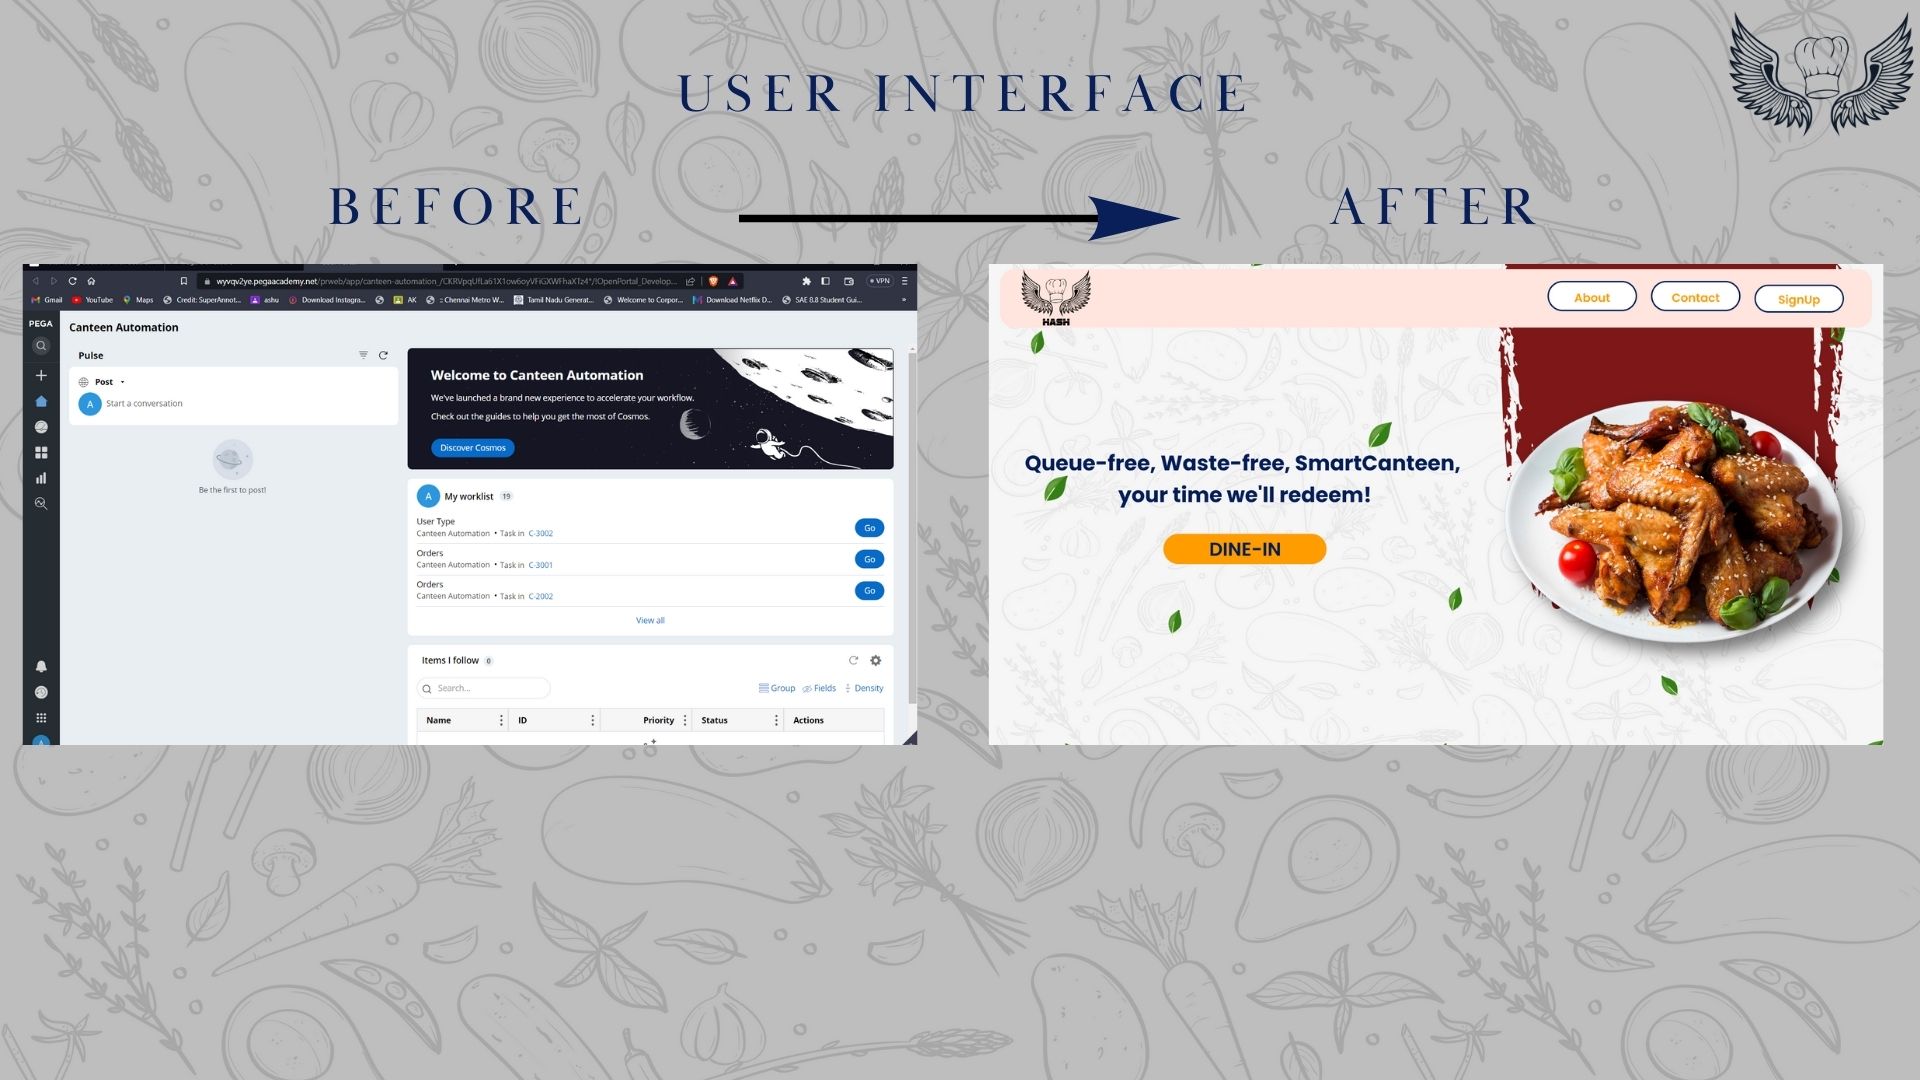 USER INTERFACE
BEFORE
AFTER
wyvqv2ye.pegaacademy.net/prweb/app/canteen-automation_/
VPN
Gmail
YouTube
Maps
Credit: SuperAnnot...
ashu
Download Instagra...
AK
:: Chennai Metro W...
Tamil Nadu Generat...
Welcome to Corpor...
Download Netflix D...
SAE 8.8 Student Gui...
»
PEGA
Canteen Automation
Pulse
Post
A
Start a conversation
Be the first to post!
Welcome to Canteen Automation
We've launched a brand new experience to accelerate your workflow.
Check out the guides to help you get the most of Cosmos.
Discover Cosmos
A My worklist 19
User Type
Canteen Automation • Task in C-3002
Go
Orders
Canteen Automation • Task in C-3001
Go
Orders
Canteen Automation • Task in C-2002
Go
View all
Items I follow 0
Search...
Group Fields Density
Name ID Priority Status Actions
A
HASH
About
Contact
SignUp
Queue-free, Waste-free, SmartCanteen,
your time we'll redeem!
DINE-IN